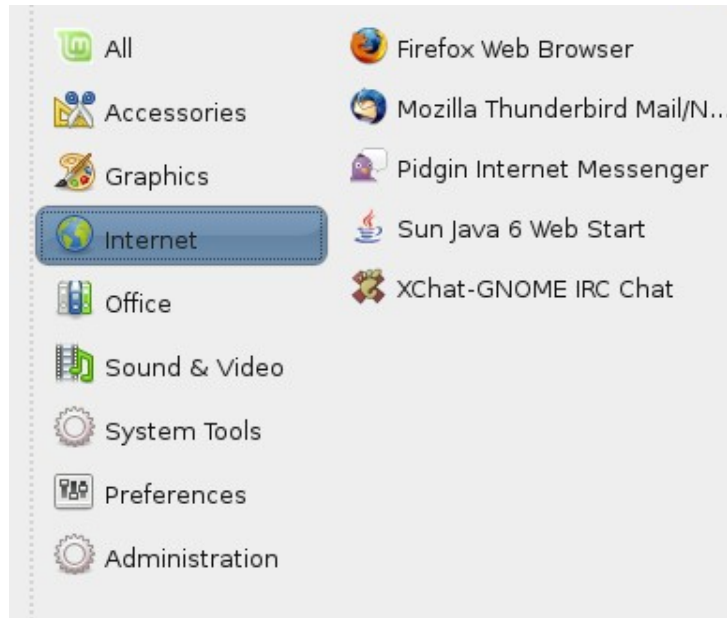 All
Accessories
Graphics
Internet
Office
Sound & Video
System Tools
Preferences
Administration
Firefox Web Browser
Mozilla Thunderbird Mail/N...
Pidgin Internet Messenger
Sun Java 6 Web Start
XChat-GNOME IRC Chat